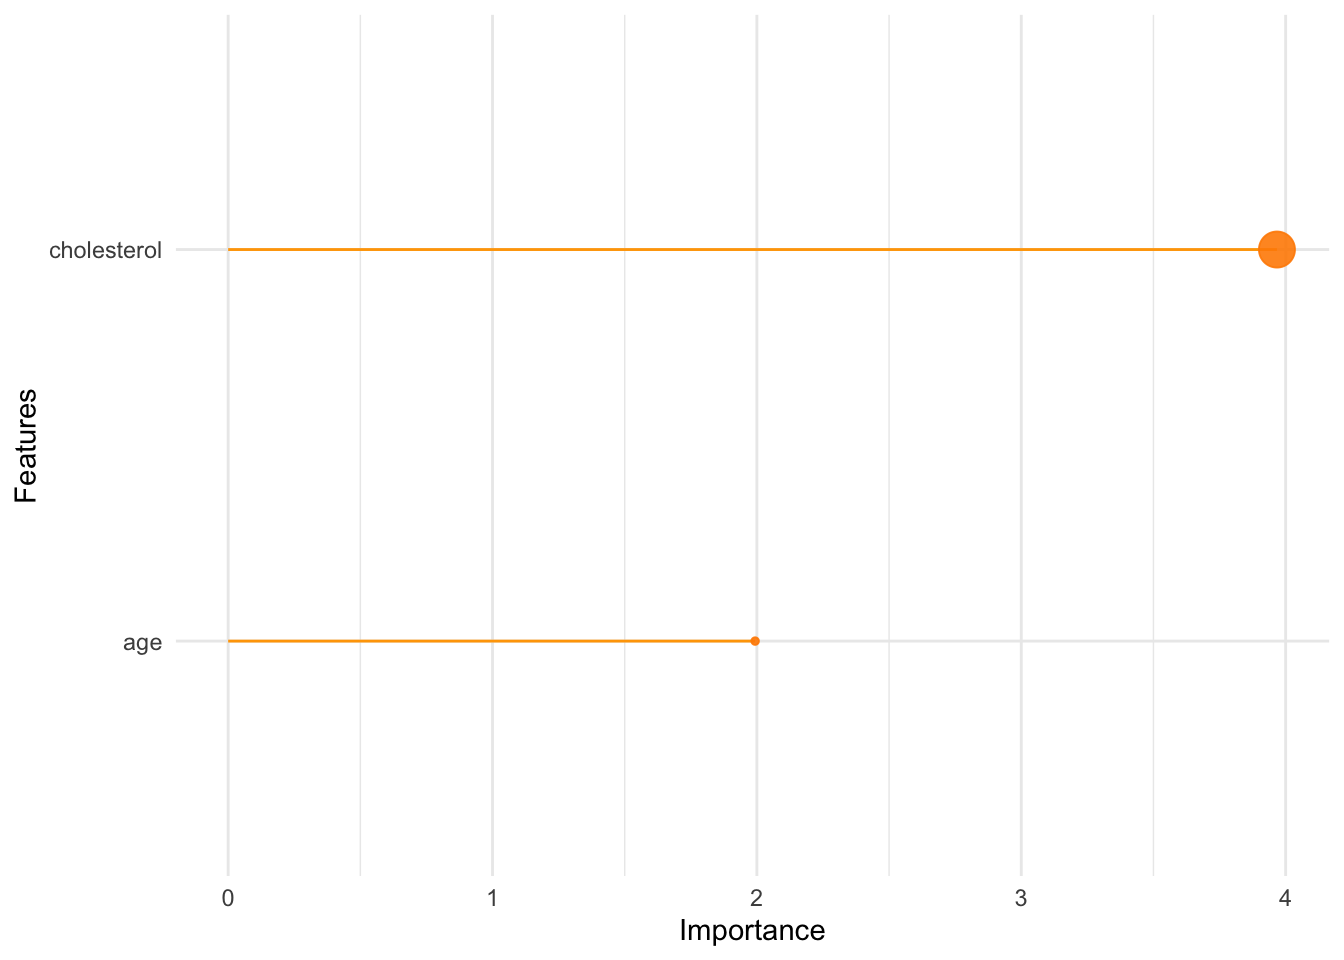 cholesterol
Features
age
0 1 2 3 4
Importance